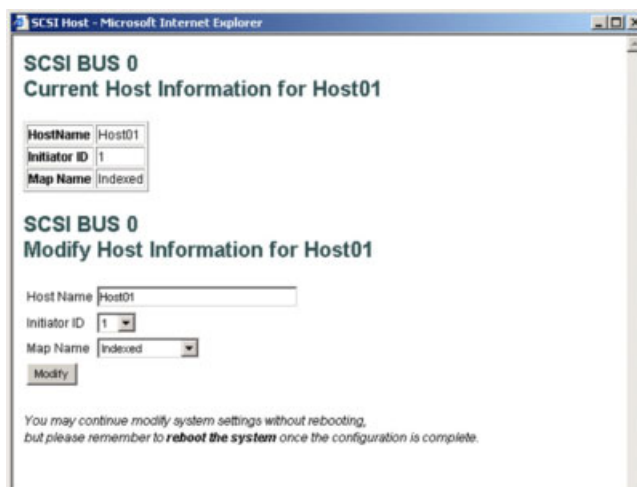 SCSI Host - Microsoft Internet Explorer
SCSI BUS 0
Current Host Information for Host01
HostName Host01
Initiator ID 1
Map Name Indexed
SCSI BUS 0
Modify Host Information for Host01
Host Name Host01
Initiator ID 1
Map Name Indexed
Modify
You may continue modify system settings without rebooting,
but please remember to reboot the system once the configuration is complete.